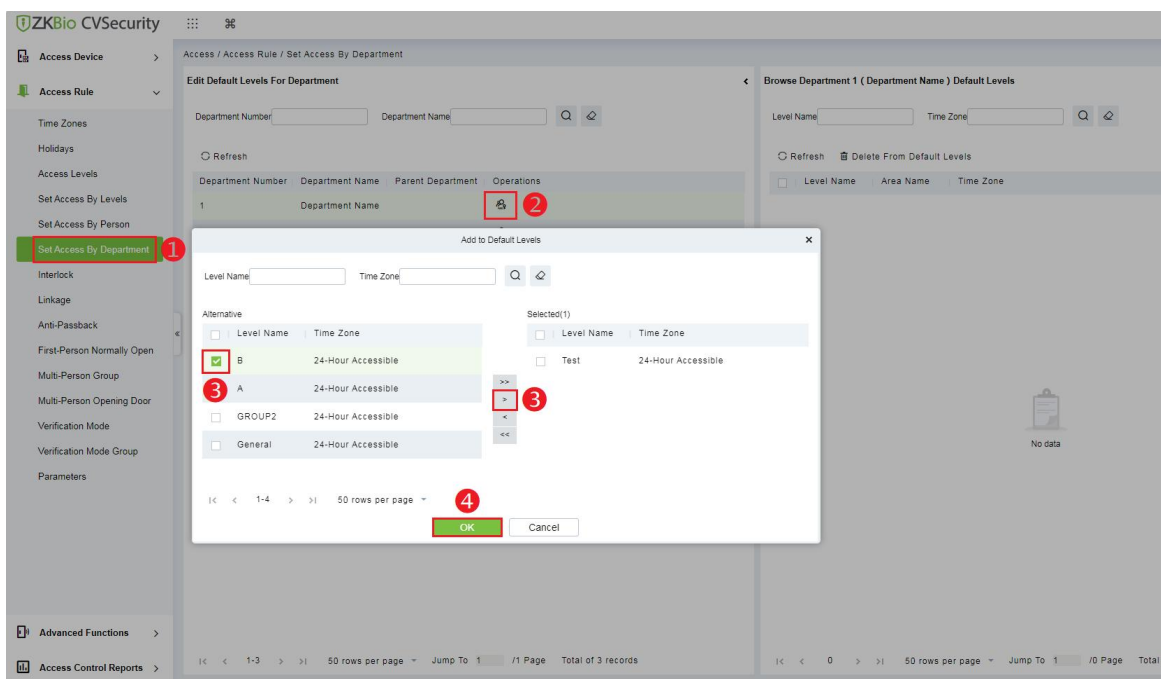 ZKBio CVSecurity
Access Device
Access Rule
Time Zones
Holidays
Access Levels
Set Access By Levels
Set Access By Person
Set Access By Department 1
Interlock
Linkage
Anti-Passback
First-Person Normally Open
Multi-Person Group
Multi-Person Opening Door
Verification Mode
Verification Mode Group
Parameters
Advanced Functions
Access Control Reports
Access / Access Rule / Set Access By Department
Edit Default Levels For Department
Department Number Department Name
Refresh
Department Number Department Name Parent Department Operations
1 Department Name 2
Add to Default Levels
Level Name Time Zone
Alternative
Level Name Time Zone
B 24-Hour Accessible
3 A 24-Hour Accessible
GROUP2 24-Hour Accessible
General 24-Hour Accessible
1-4 50 rows per page
>>
> 3
<
<<
Selected(1)
Level Name Time Zone
Test 24-Hour Accessible
4
OK Cancel
1-3 50 rows per page Jump To 1 /1 Page Total of 3 records
Browse Department 1 ( Department Name ) Default Levels
Level Name Time Zone
Refresh Delete From Default Levels
Level Name Area Name Time Zone
No data
0 50 rows per page Jump To 1 /0 Page Total